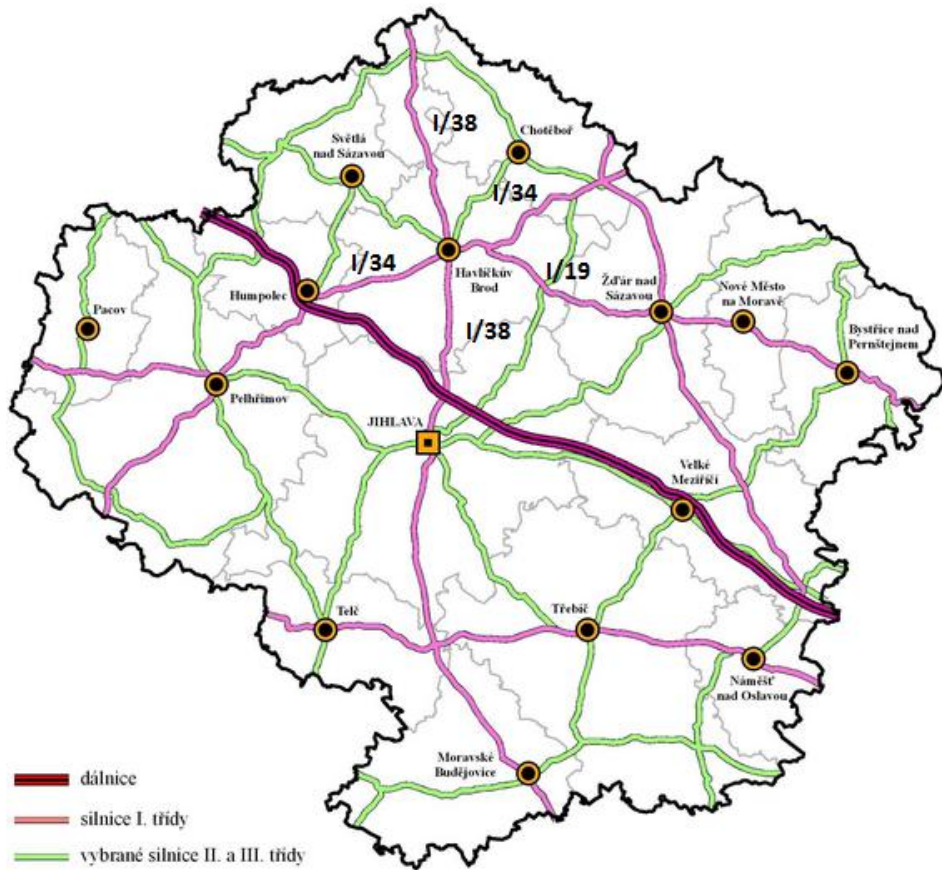 I/38
Chotěboř
Světlá
nad Sázavou
I/34
I/34
Havlíčkův
Brod
I/19
Humpolec
Žďár nad
Sázavou
Nové Město
na Moravě
Pacov
I/38
Bystřice nad
Pernštejnem
Pelhřimov
JIHLAVA
Velké
Meziříčí
Telč
Třebíč
Náměšť
nad Oslavou
Moravské
Budějovice
dálnice
silnice I. třídy
vybrané silnice II. a III. třídy